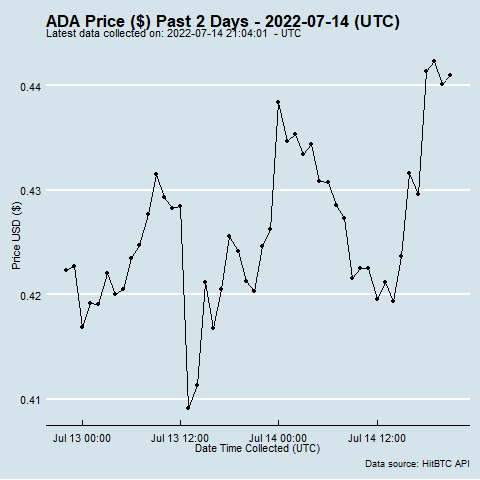 ADA Price ($) Past 2 Days - 2022-07-14 (UTC)
Latest data collected on: 2022-07-14 21:04:01 - UTC
0.44
0.43
0.42
0.41
Price USD ($)
Jul 13 00:00 Jul 13 12:00 Jul 14 00:00 Jul 14 12:00
Date Time Collected (UTC)
Data source: HitBTC API